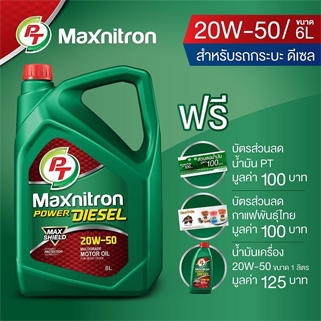 PT Maxnitron
20W-50/ ขนาด 6L
สำหรับรถกระบะ ดีเซล
PT
Maxnitron
POWER DIESEL
MAX SHIELD
PROTECTION
20W-50
MULTIGRADE
MOTOR OIL
6L
ฟรี
บัตรส่วนลด
น้ำมัน PT
มูลค่า 100 บาท
บัตรส่วนลด
กาแฟพันธุ์ไทย
มูลค่า 100 บาท
น้ำมันเครื่อง
20W-50 ขนาด 1 ลิตร
มูลค่า 125 บาท